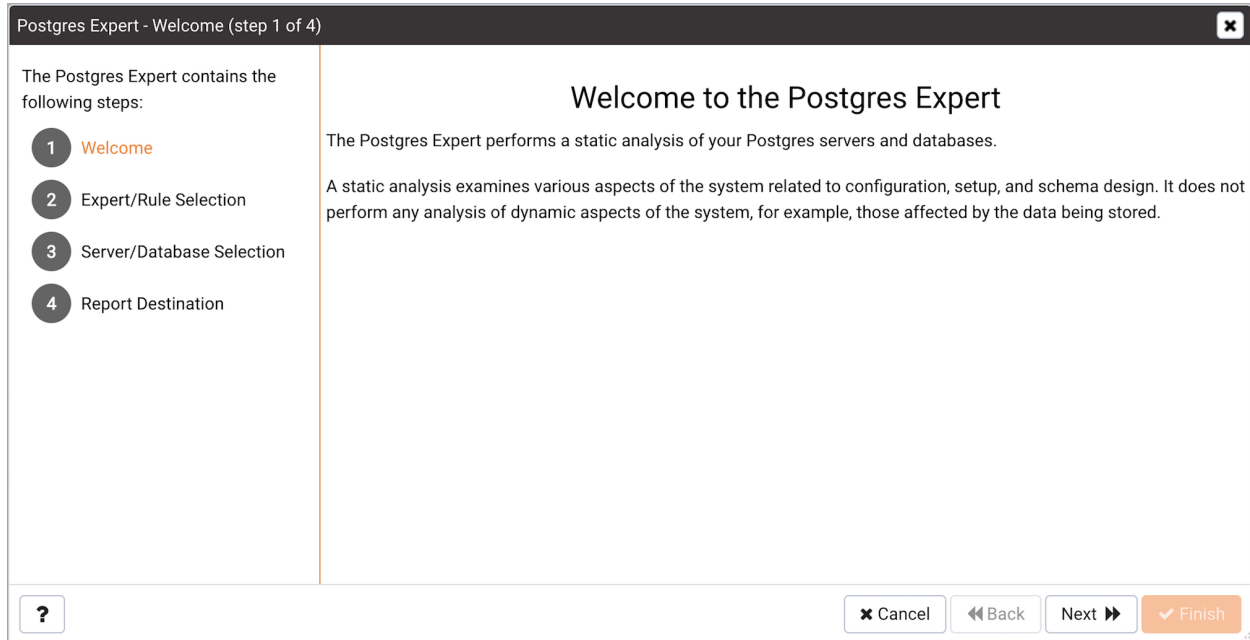 Postgres Expert - Welcome (step 1 of 4)
The Postgres Expert contains the
following steps:
1 Welcome
2 Expert/Rule Selection
3 Server/Database Selection
4 Report Destination
Welcome to the Postgres Expert
The Postgres Expert performs a static analysis of your Postgres servers and databases.
A static analysis examines various aspects of the system related to configuration, setup, and schema design. It does not
perform any analysis of dynamic aspects of the system, for example, those affected by the data being stored.
? Cancel Back Next Finish